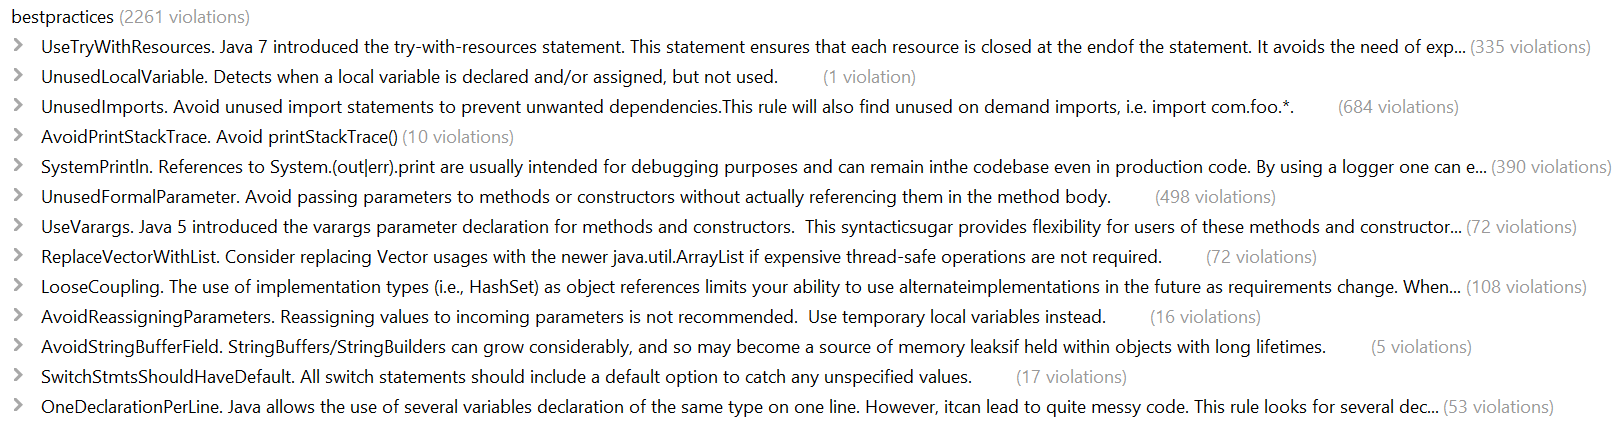 bestpractices (2261 violations)
UseTryWithResources. Java 7 introduced the try-with-resources statement. This statement ensures that each resource is closed at the endof the statement. It avoids the need of exp... (335 violations)
UnusedLocalVariable. Detects when a local variable is declared and/or assigned, but not used. (1 violation)
UnusedImports. Avoid unused import statements to prevent unwanted dependencies.This rule will also find unused on demand imports, i.e. import com.foo.*. (684 violations)
AvoidPrintStackTrace. Avoid printStackTrace() (10 violations)
SystemPrintln. References to System.(out|err).print are usually intended for debugging purposes and can remain inthe codebase even in production code. By using a logger one can e... (390 violations)
UnusedFormalParameter. Avoid passing parameters to methods or constructors without actually referencing them in the method body. (498 violations)
UseVarargs. Java 5 introduced the varargs parameter declaration for methods and constructors.  This syntacticsugar provides flexibility for users of these methods and constructor... (72 violations)
ReplaceVectorWithList. Consider replacing Vector usages with the newer java.util.ArrayList if expensive thread-safe operations are not required. (72 violations)
LooseCoupling. The use of implementation types (i.e., HashSet) as object references limits your ability to use alternateimplementations in the future as requirements change. When... (108 violations)
AvoidReassigningParameters. Reassigning values to incoming parameters is not recommended.  Use temporary local variables instead. (16 violations)
AvoidStringBufferField. StringBuffers/StringBuilders can grow considerably, and so may become a source of memory leaksif held within objects with long lifetimes. (5 violations)
SwitchStmtsShouldHaveDefault. All switch statements should include a default option to catch any unspecified values. (17 violations)
OneDeclarationPerLine. Java allows the use of several variables declaration of the same type on one line. However, itcan lead to quite messy code. This rule looks for several dec... (53 violations)